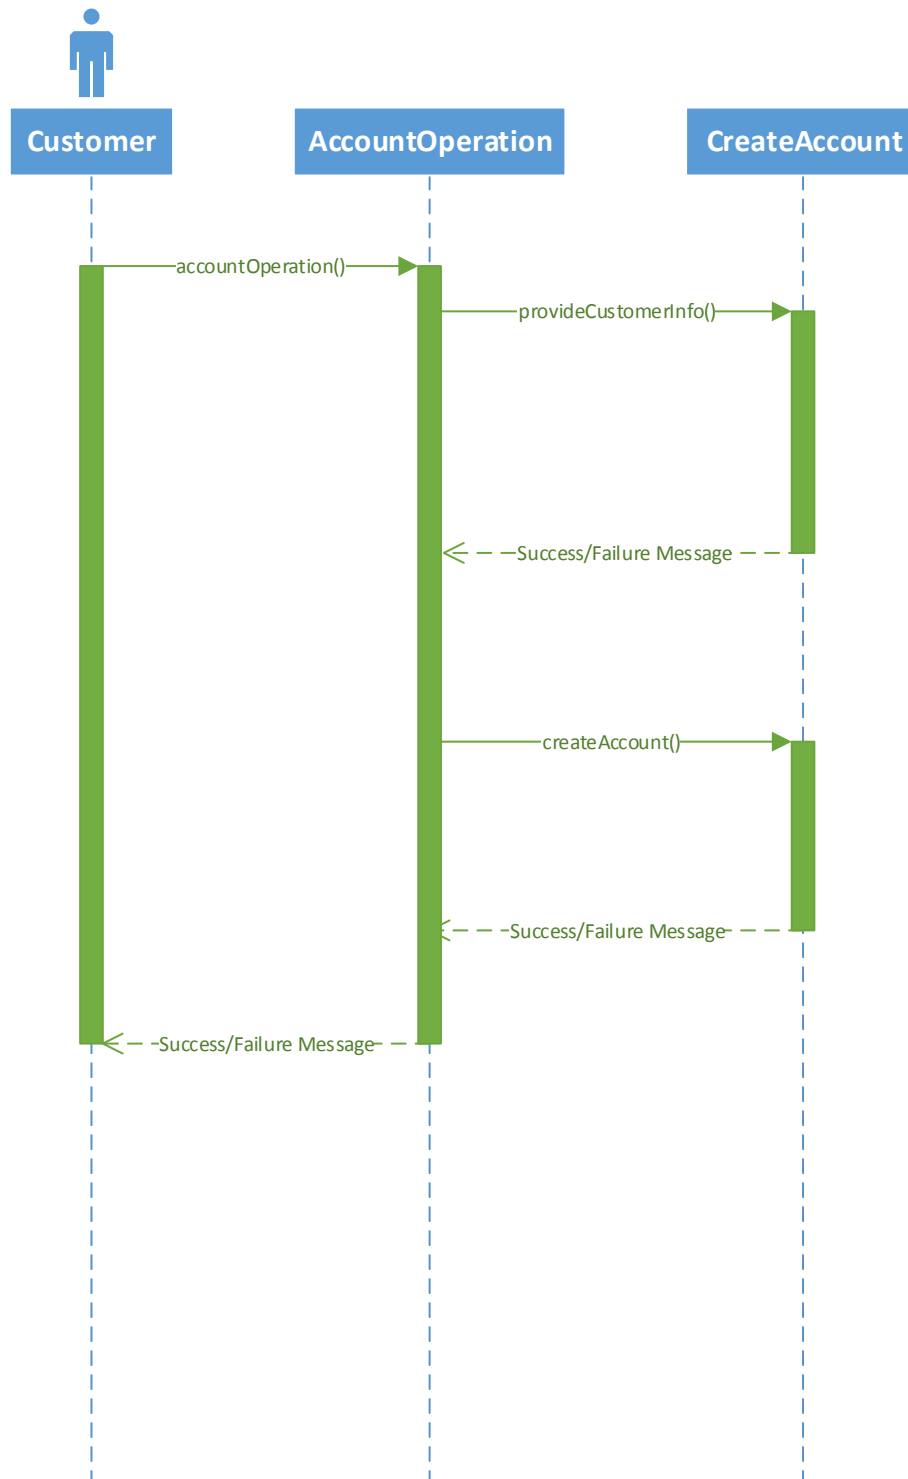 Customer
AccountOperation
CreateAccount
accountOperation()
provideCustomerInfo()
Success/Failure Message
createAccount()
Success/Failure Message
Success/Failure Message